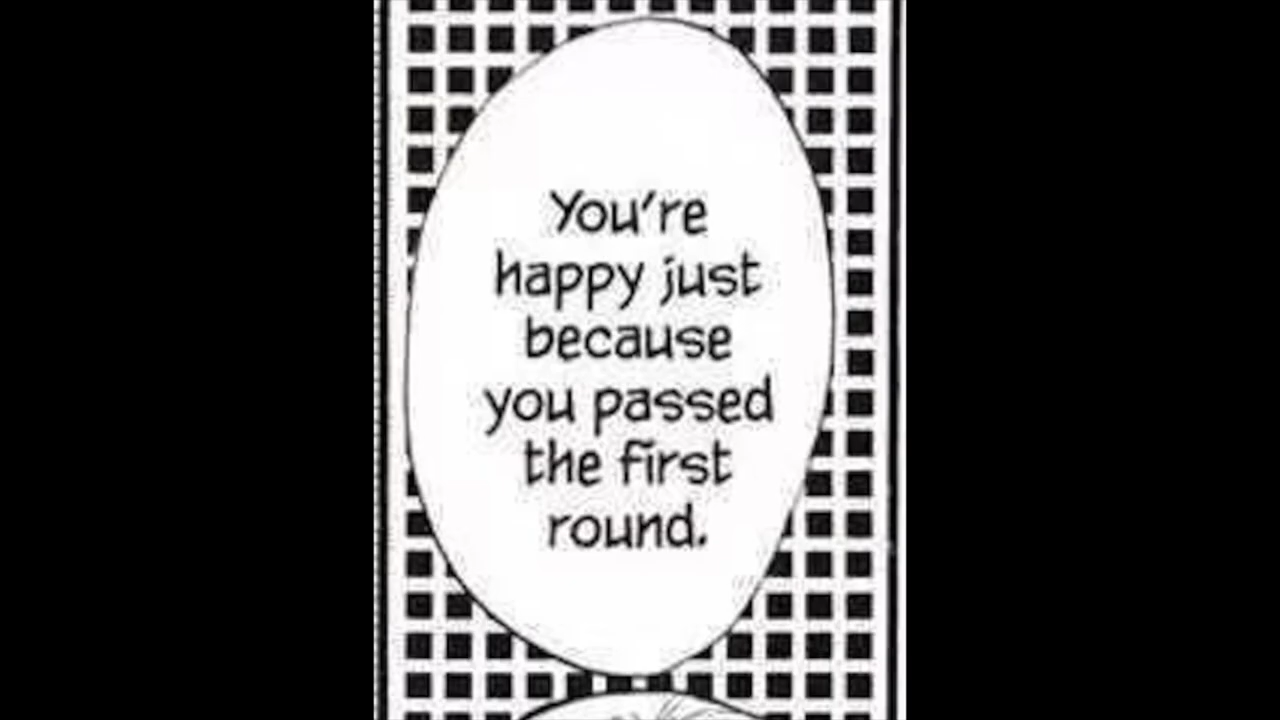 You're
happy just
because
you passed
the first
round.